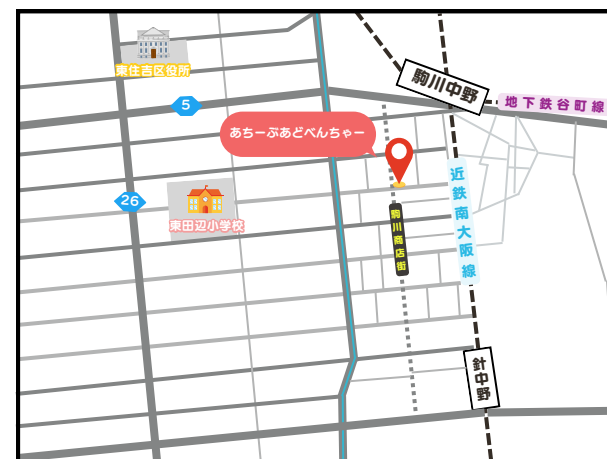 東住吉区役所
駒川中野
地下鉄谷町線
5
あちーぶあどべんちゃー
近鉄南大阪線
26
東田辺小学校
駒川商店街
針中野